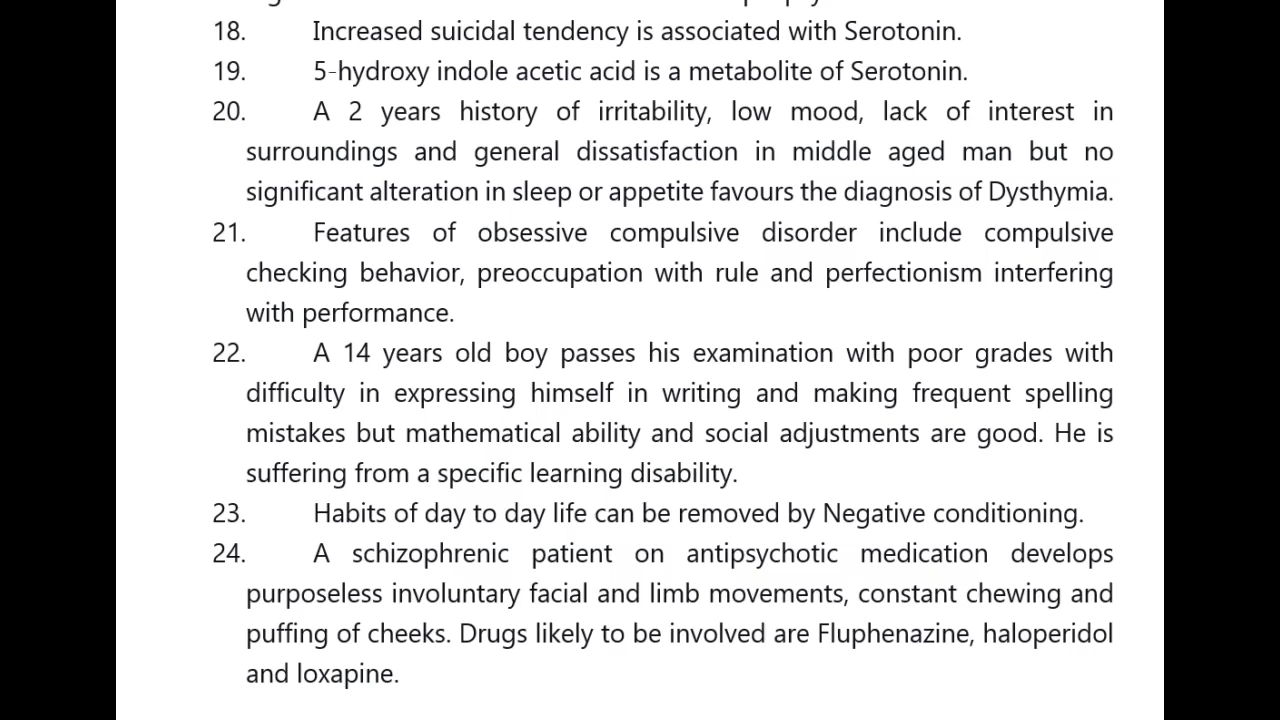 18. Increased suicidal tendency is associated with Serotonin.
19. 5-hydroxy indole acetic acid is a metabolite of Serotonin.
20. A 2 years history of irritability, low mood, lack of interest in
surroundings and general dissatisfaction in middle aged man but no
significant alteration in sleep or appetite favours the diagnosis of Dysthymia.
21. Features of obsessive compulsive disorder include compulsive
checking behavior, preoccupation with rule and perfectionism interfering
with performance.
22. A 14 years old boy passes his examination with poor grades with
difficulty in expressing himself in writing and making frequent spelling
mistakes but mathematical ability and social adjustments are good. He is
suffering from a specific learning disability.
23. Habits of day to day life can be removed by Negative conditioning.
24. A schizophrenic patient on antipsychotic medication develops
purposeless involuntary facial and limb movements, constant chewing and
puffing of cheeks. Drugs likely to be involved are Fluphenazine, haloperidol
and loxapine.